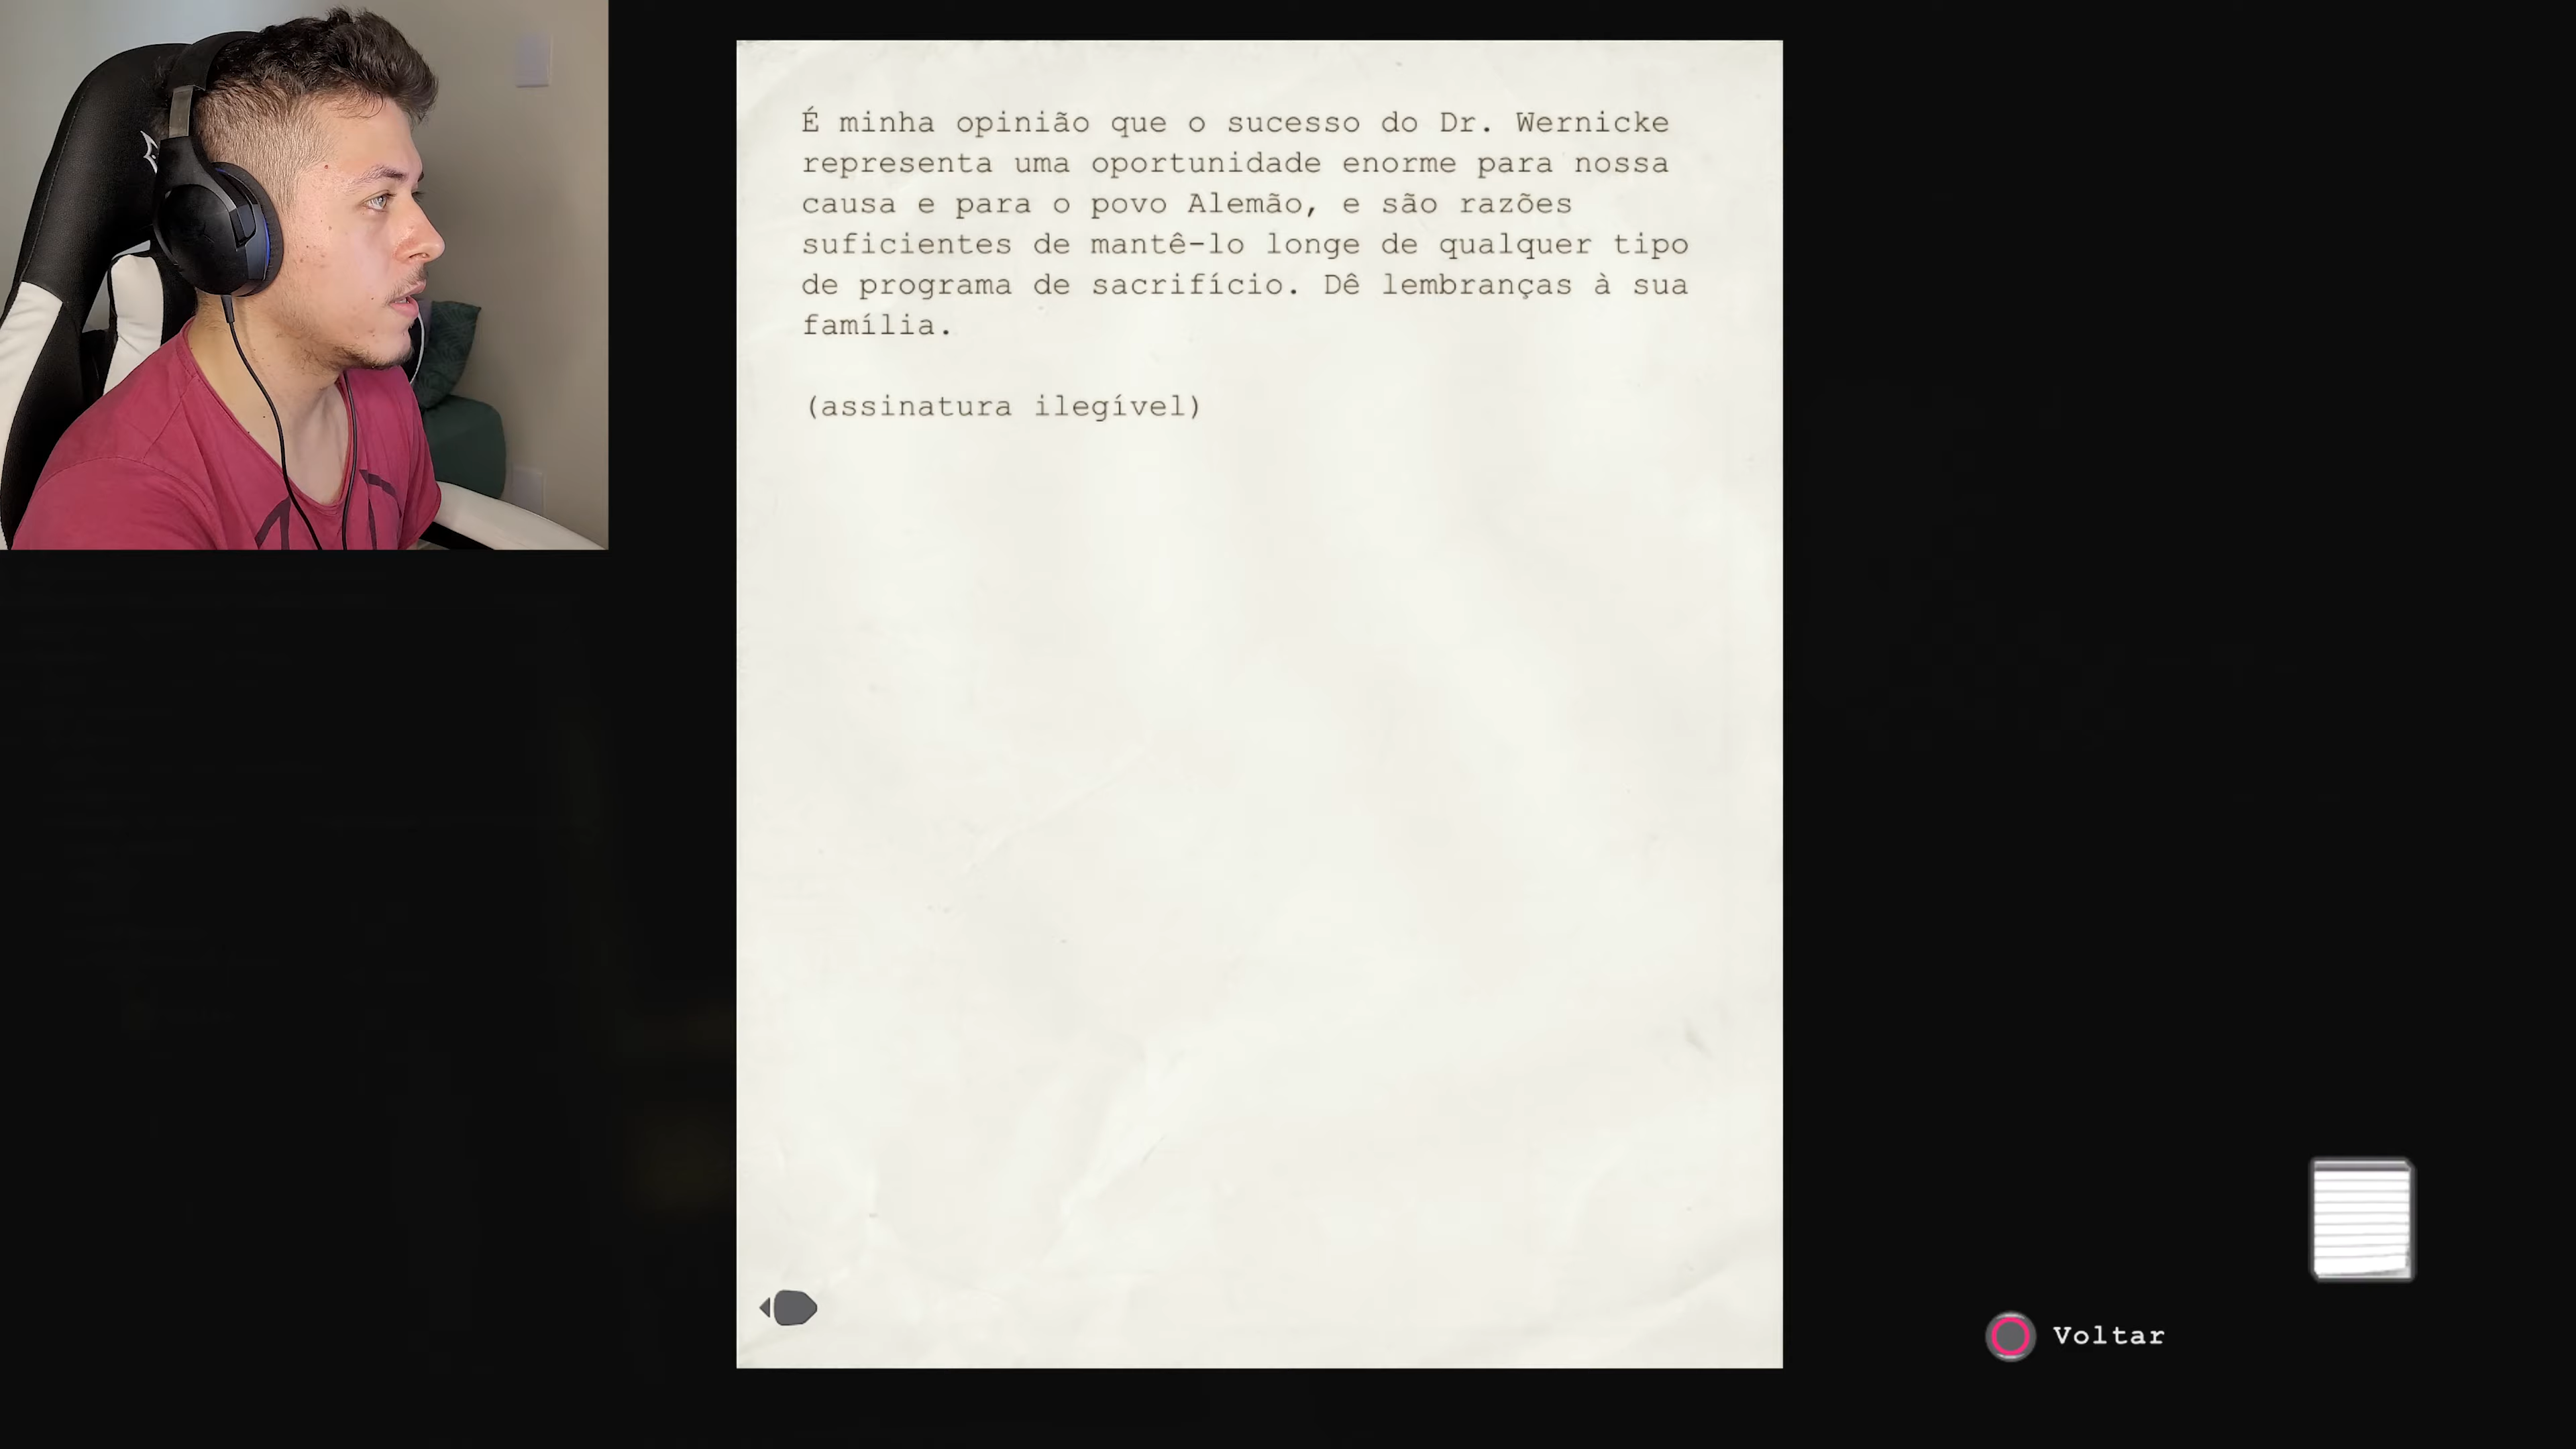 É minha opinião que o sucesso do Dr. Wernicke
representa uma oportunidade enorme para nossa
causa e para o povo Alemão, e são razões
suficientes de mantê-lo longe de qualquer tipo
de programa de sacrifício. Dê lembranças à sua
família.
(assinatura ilegível)
Voltar